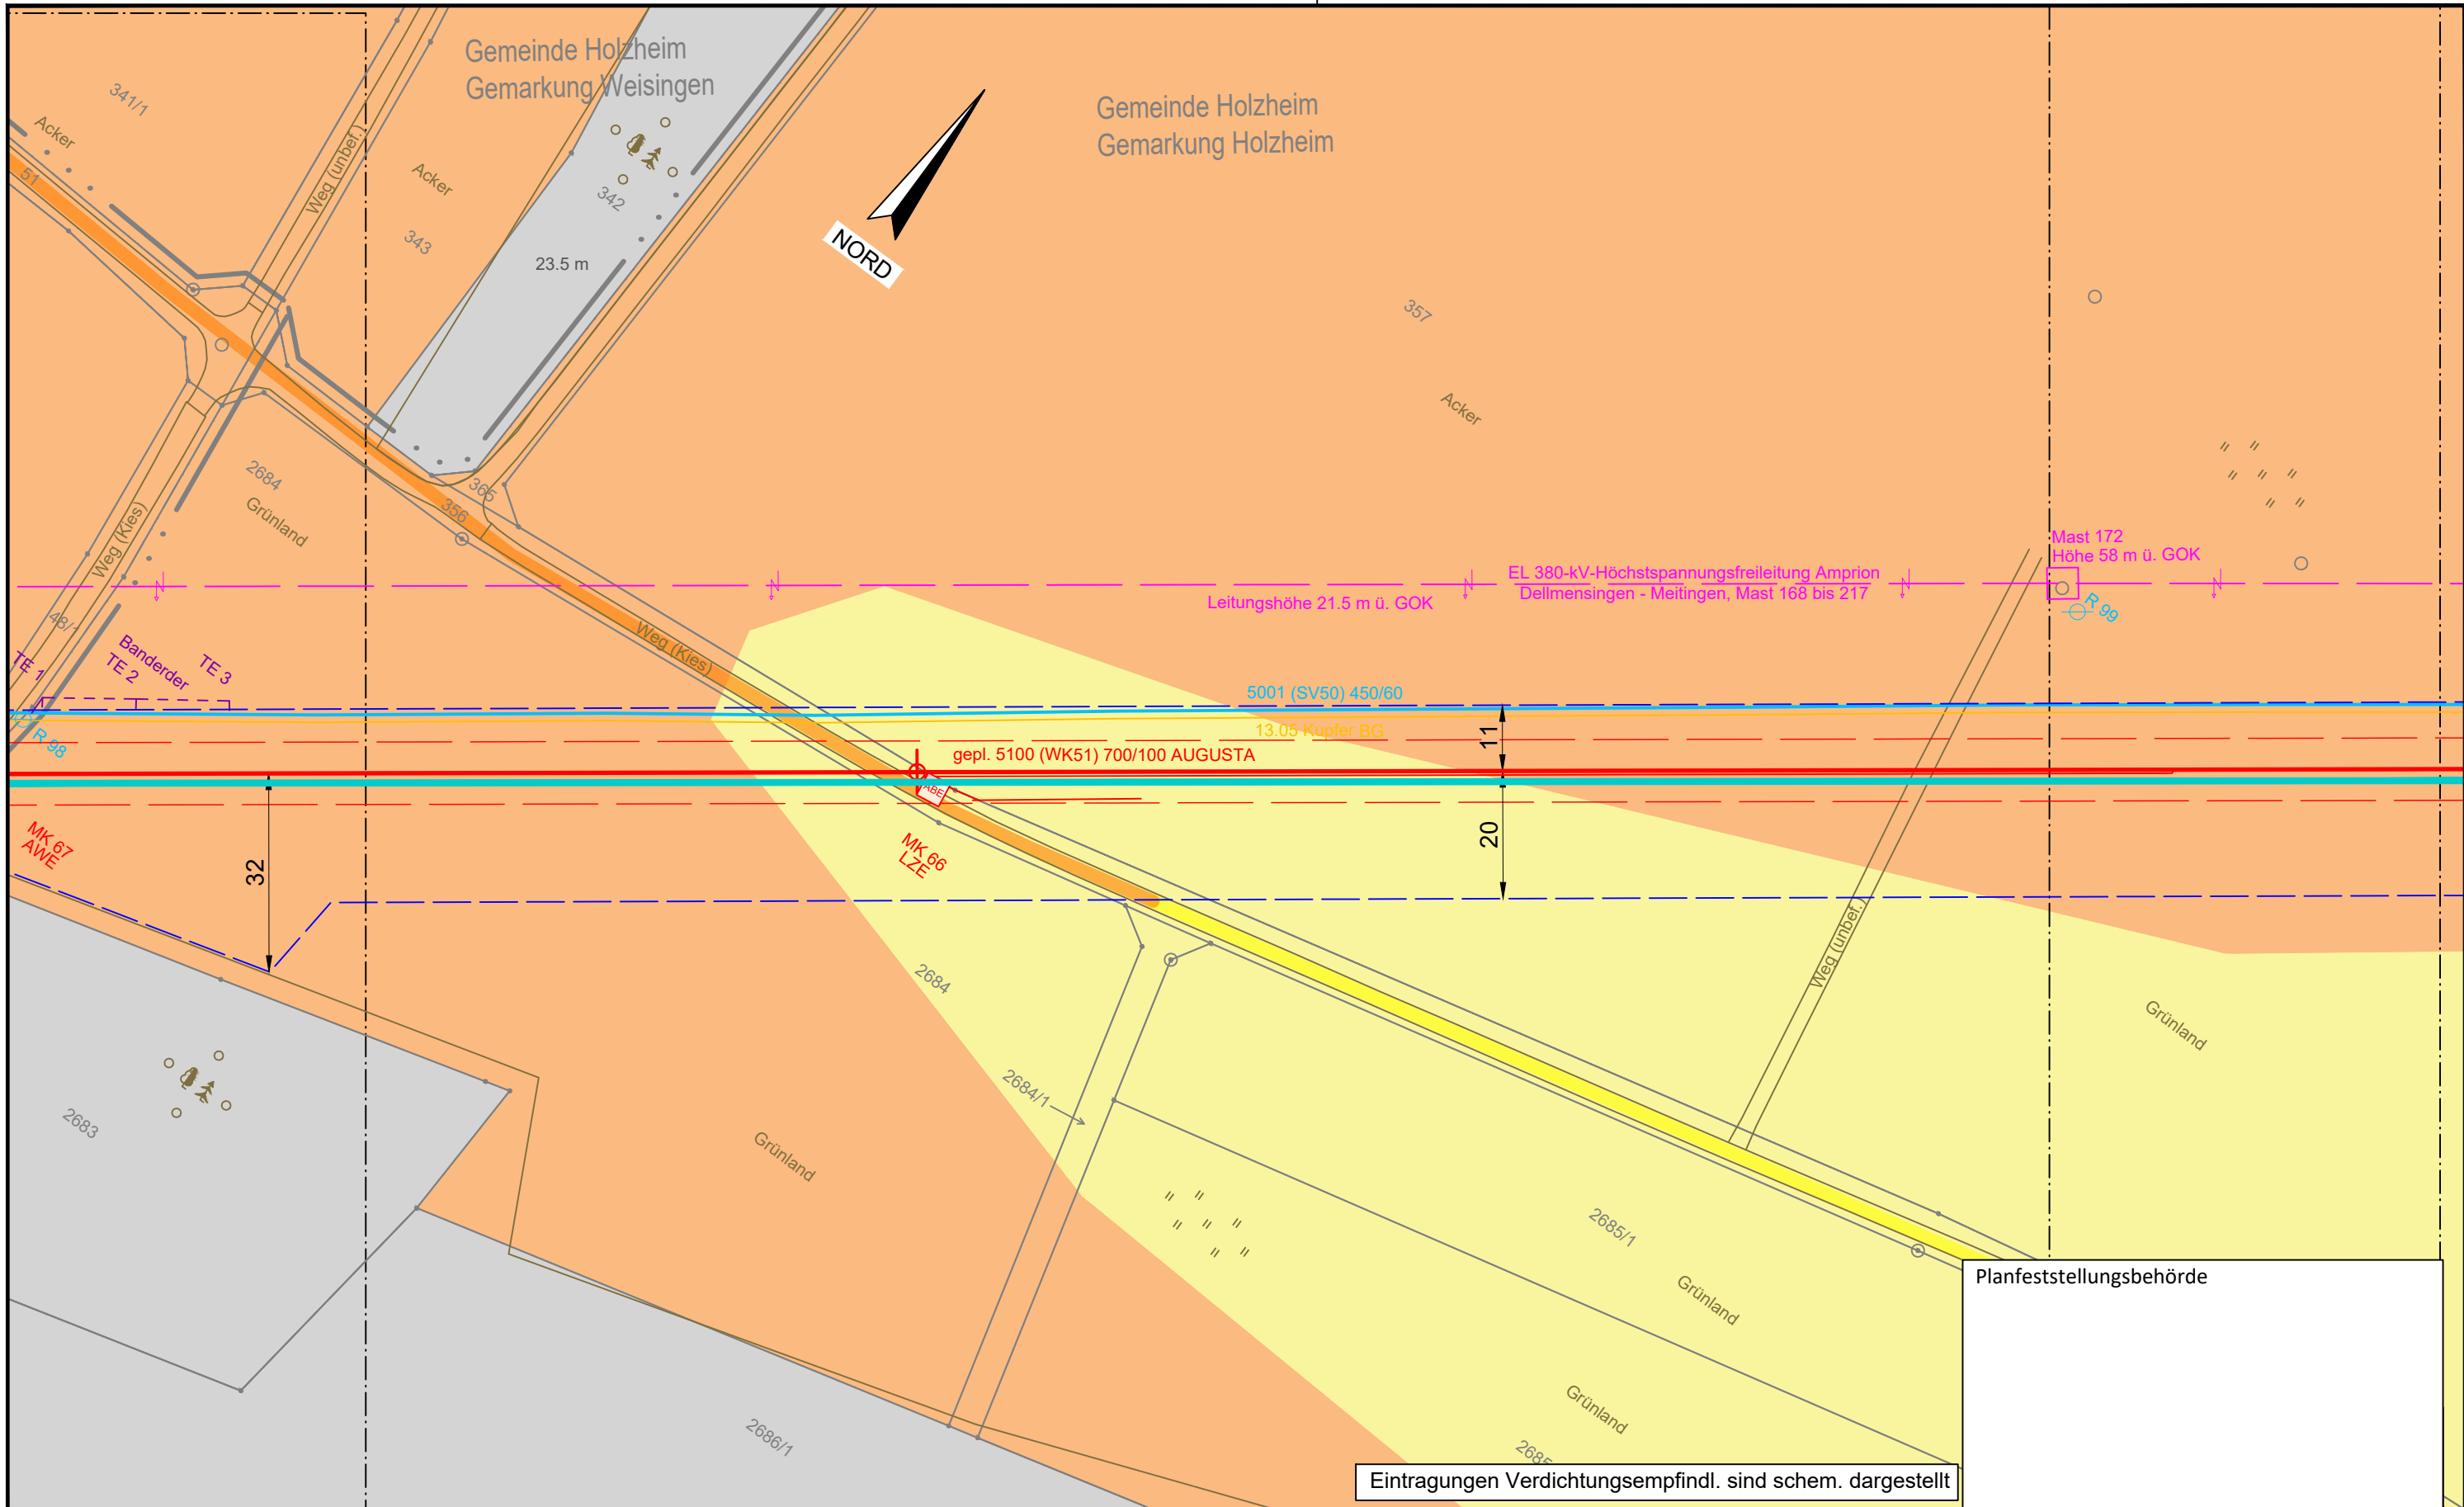 Gemeinde Holzheim
Gemarkung Weisingen
Gemeinde Holzheim
Gemarkung Holzheim
341/1
Acker
51
Weg (unbef.)
Acker
343
342
23.5 m
NORD
357
Acker
2684
Grünland
365
356
Weg (Kies)
48/1
Mast 172
Höhe 58 m ü. GOK
EL 380-kV-Höchstspannungsfreileitung Amprion
Dellmensingen - Meitingen, Mast 168 bis 217
Leitungshöhe 21.5 m ü. GOK
R 99
Weg (Kies)
TE 1
Banderder
TE 2
TE 3
5001 (SV50) 450/60
13.05 Kupfer BG
R 98
11
gepl. 5100 (WK51) 700/100 AUGUSTA
ABE
MK 67
AWE
32
MK 66
LZE
20
Weg (unbef.)
2684
Grünland
2684/1
2683
Grünland
2685/1
Grünland
Planfeststellungsbehörde
Grünland
2686/1
2685
Eintragungen Verdichtungsempfindl. sind schem. dargestellt